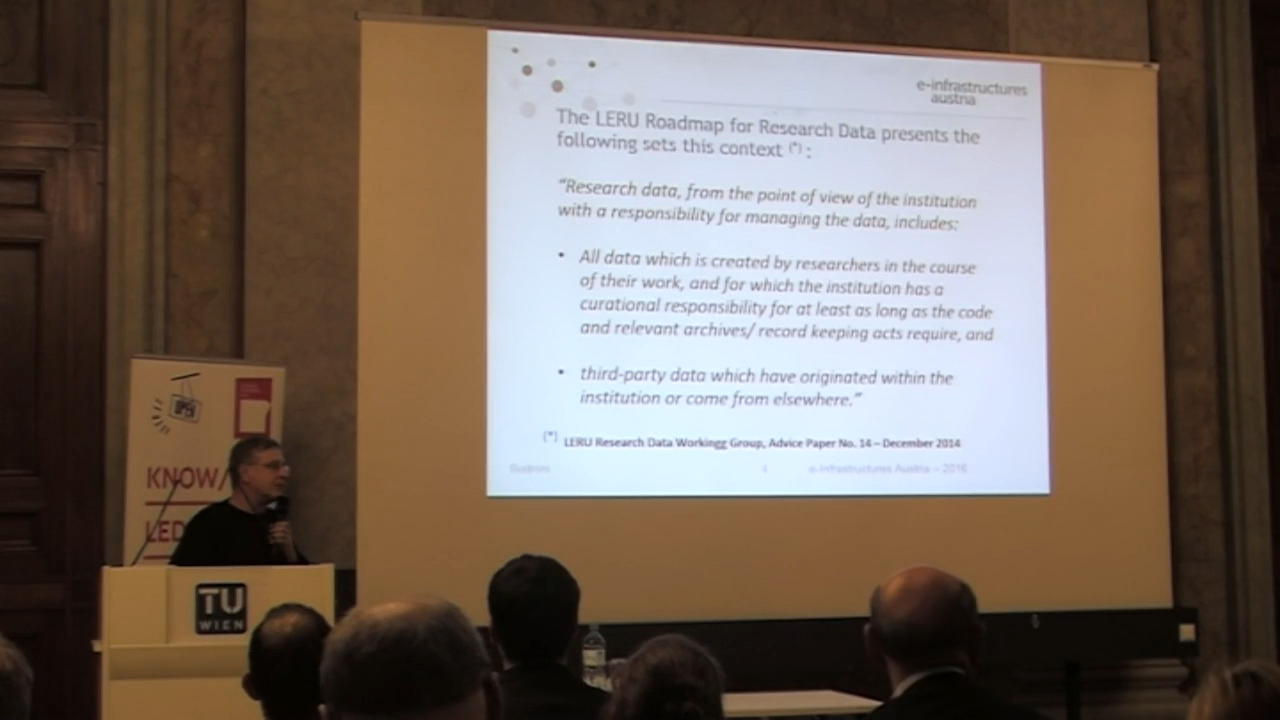 e-infrastructures
austria
The LERU Roadmap for Research Data presents the
following sets this context (*) :
"Research data, from the point of view of the institution
with a responsibility for managing the data, includes:
• All data which is created by researchers in the course
of their work, and for which the institution has a
curational responsibility for at least as long as the code
and relevant archives/ record keeping acts require, and
• third-party data which have originated within the
institution or come from elsewhere."
(*) LERU Research Data Workingg Group, Advice Paper No. 14 – December 2014
4 e-Infrastructures Austria – 2016
OPEN
KNOW/
LED
TU
WIEN